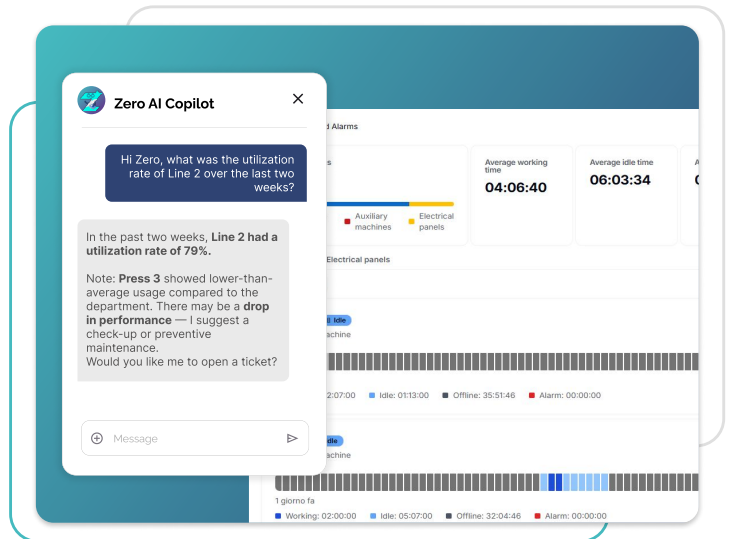 Zero AI Copilot
Hi Zero, what was the utilization
rate of Line 2 over the last two
weeks?
In the past two weeks, Line 2 had a
utilization rate of 79%.
Note: Press 3 showed lower-than-
average usage compared to the
department. There may be a drop
in performance — I suggest a
check-up or preventive
maintenance.
Would you like me to open a ticket?
Message
Alarms
Average working
time
04:06:40
Average idle time
06:03:34
Auxiliary
machines
Electrical
panels
Electrical panels
Idle
2:07:00
Idle: 01:13:00
Offline: 35:51:46
Alarm: 00:00:00
1 giorno fa
Working: 02:00:00
Idle: 05:07:00
Offline: 32:04:46
Alarm: 00:00:00